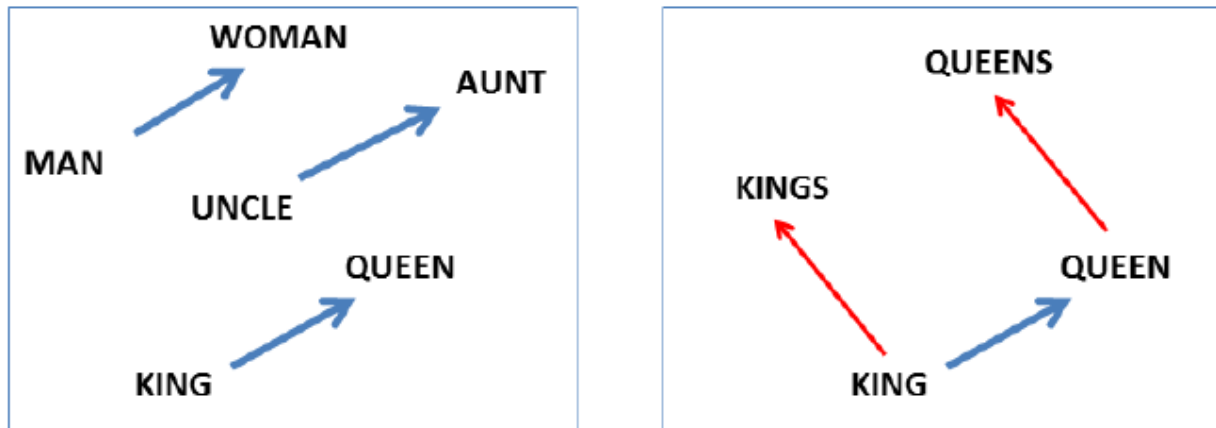 WOMAN
AUNT
MAN
UNCLE
QUEEN
KING
QUEENS
KINGS
QUEEN
KING